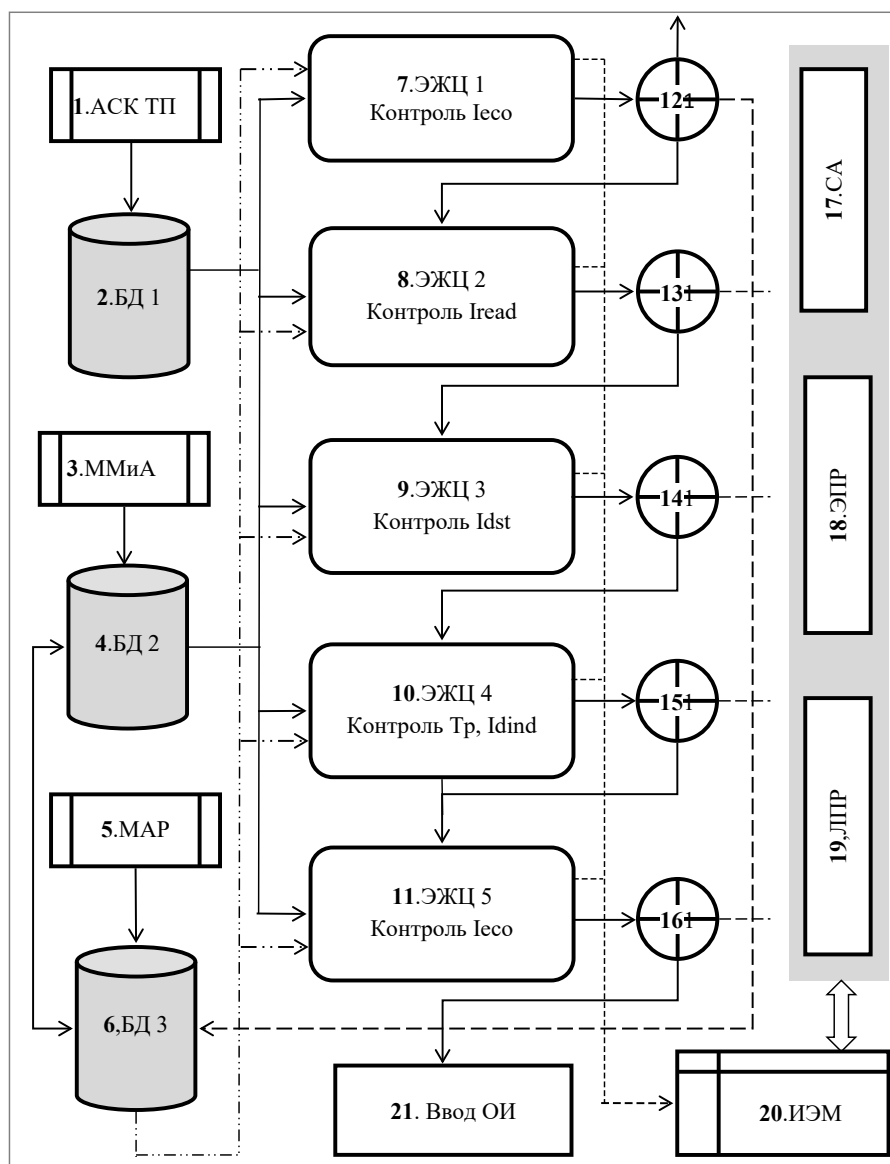 1.АСК ТП
2.БД 1
3.ММиА
4.БД 2
5.МАР
6,БД 3
7.ЭЖЦ 1
Контроль Ieco
8.ЭЖЦ 2
Контроль Iread
9.ЭЖЦ 3
Контроль Idst
10.ЭЖЦ 4
Контроль Тр, Idind
11.ЭЖЦ 5
Контроль Ieco
121
131
141
151
161
17.СА
18.ЭПР
19,ЛПР
20.ИЭМ
21. Ввод ОИ